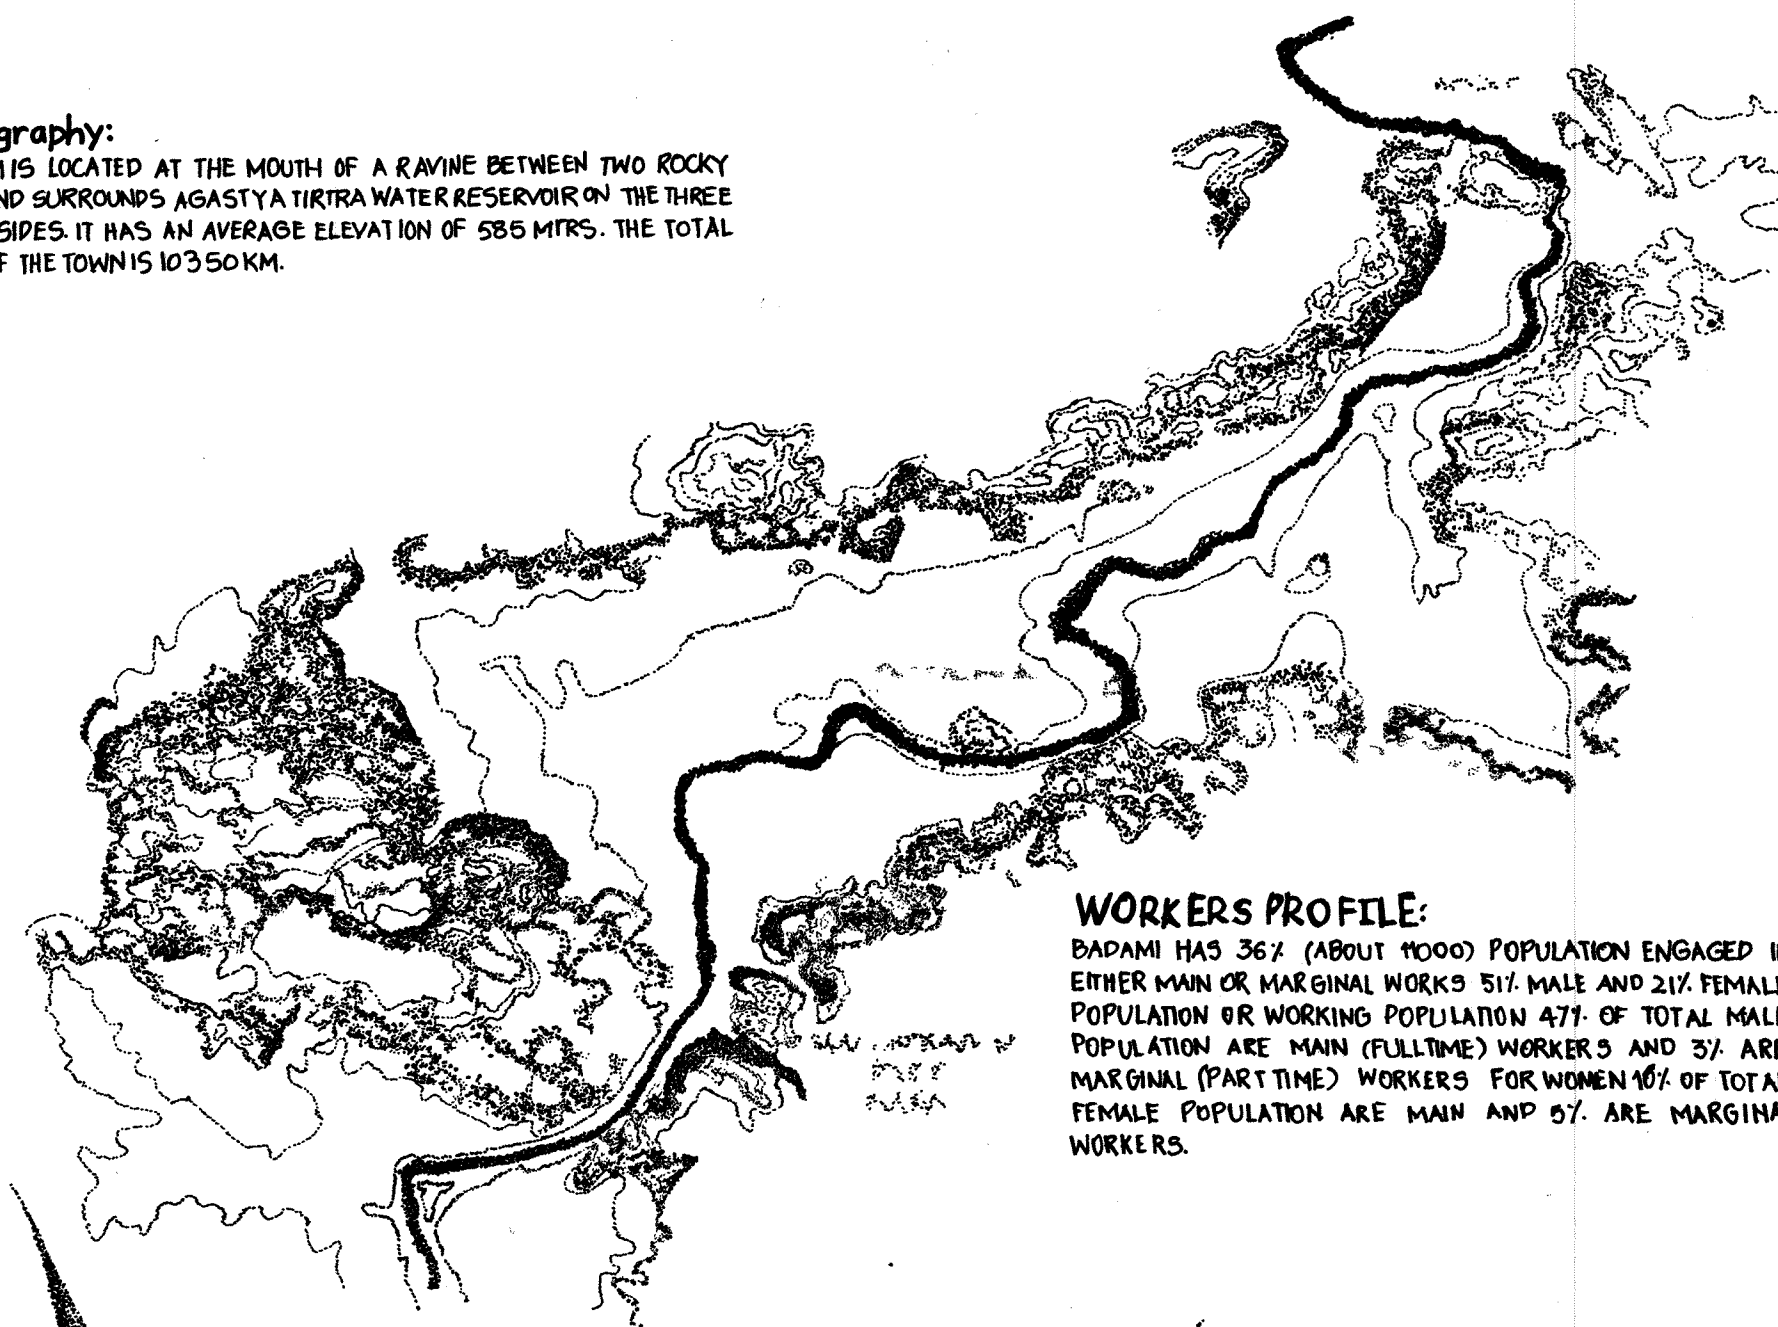 graphy:
IS LOCATED AT THE MOUTH OF A RAVINE BETWEEN TWO ROCKY
ND SURROUNDS AGASTYA TIRTRA WATER RESERVOIR ON THE THREE
SIDES. IT HAS AN AVERAGE ELEVATION OF 585 MTRS. THE TOTAL
F THE TOWN IS 10350 KM.
WORKERS PROFILE:
BADAMI HAS 36% (ABOUT 11000) POPULATION ENGAGED I
EITHER MAIN OR MARGINAL WORKS 51% MALE AND 21% FEMALE
POPULATION OR WORKING POPULATION 47% OF TOTAL MALE
POPULATION ARE MAIN (FULLTIME) WORKERS AND 3% ARE
MARGINAL (PART TIME) WORKERS FOR WOMEN 16% OF TOTA
FEMALE POPULATION ARE MAIN AND 5% ARE MARGINA
WORKERS.